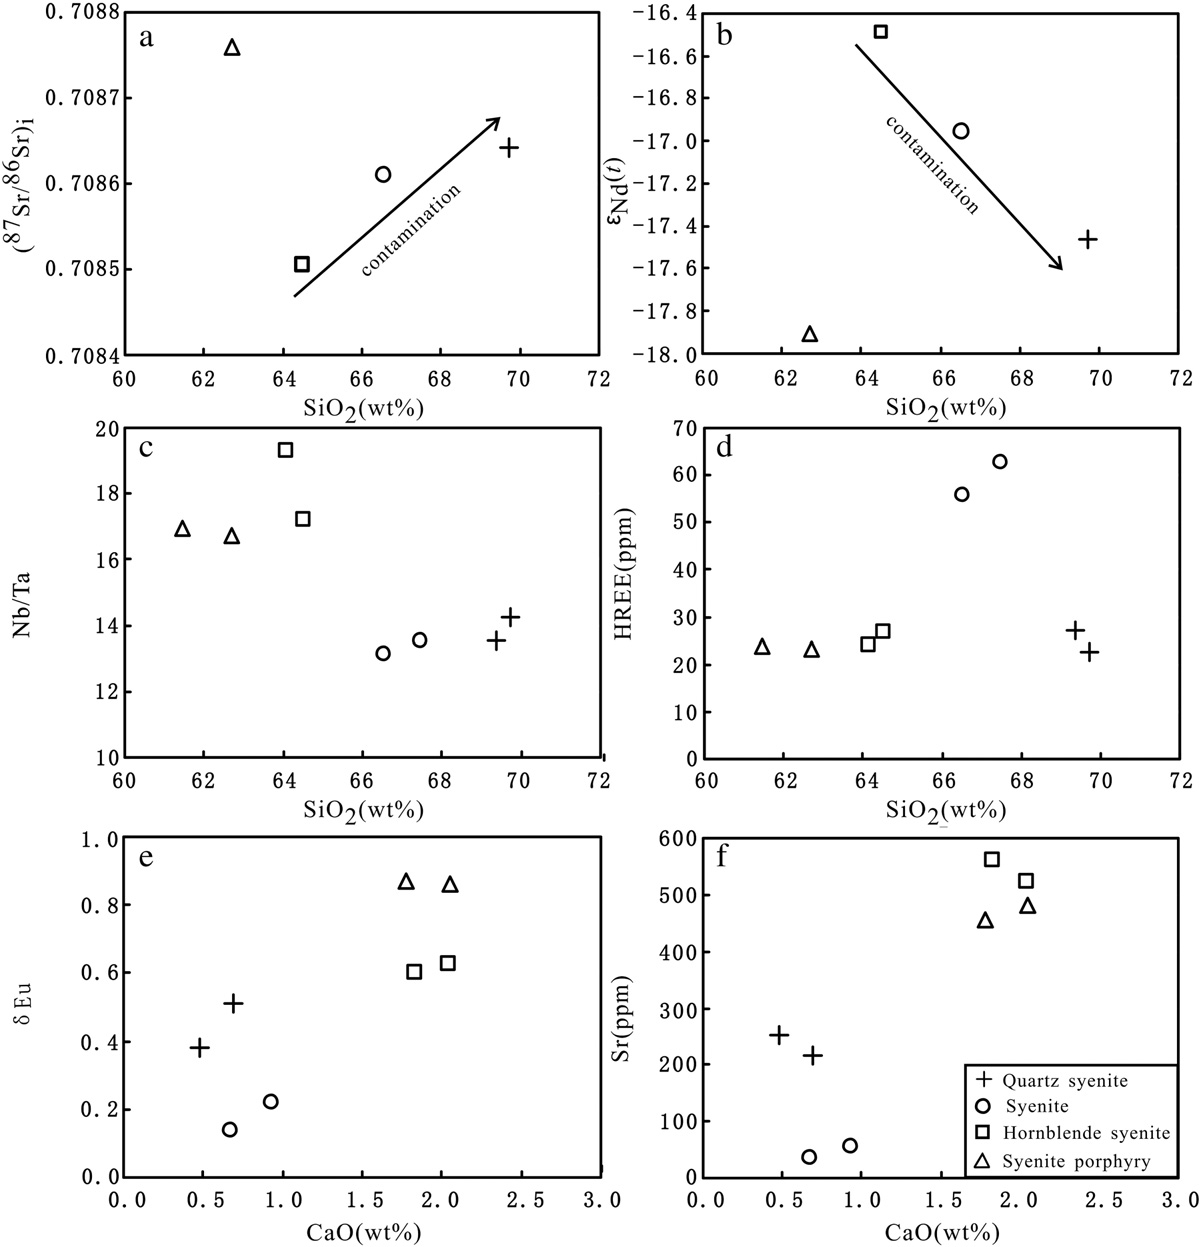 a
0.7088
0.7087
0.7086
0.7085
0.7084
(87Sr/86Sr)i
contamination
60 62 64 66 68 70 72
SiO2(wt%)
b
-16.4
-16.6
-16.8
-17.0
-17.2
-17.4
-17.6
-17.8
-18.0
εNd(t)
contamination
60 62 64 66 68 70 72
SiO2(wt%)
c
20
18
16
14
12
10
Nb/Ta
60 62 64 66 68 70 72
SiO2(wt%)
d
70
60
50
40
30
20
10
0
HREE(ppm)
60 62 64 66 68 70 72
SiO2(wt%)
e
1.0
0.8
0.6
0.4
0.2
0.0
δEu
0.0 0.5 1.0 1.5 2.0 2.5 3.0
CaO(wt%)
f
600
500
400
300
200
100
0
Sr(ppm)
Quartz syenite
Syenite
Hornblende syenite
Syenite porphyry
0.0 0.5 1.0 1.5 2.0 2.5 3.0
CaO(wt%)